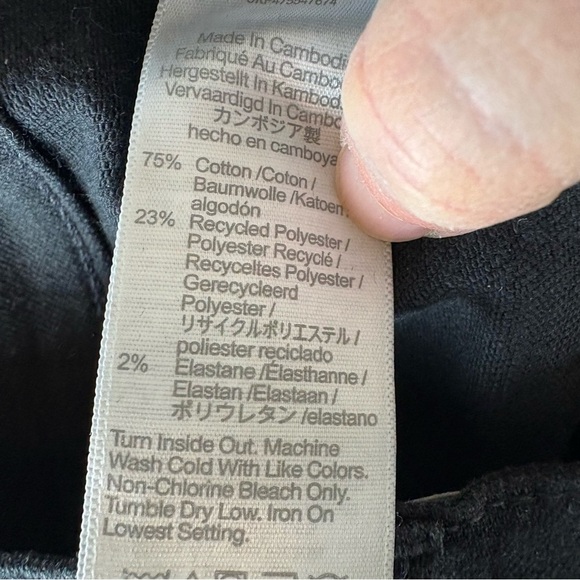 Made In Cambodi
Fabriqué Au Cambo
Hergestellt In Kambod
Vervaardigd In Cambo
カンボジア製
hecho en camboya
75% Cotton /Coton /
Baumwolle /Katoen
algodón
23% Recycled Polyester /
Polyester Recyclé /
Recyceltes Polyester /
Gerecycleerd
Polyester /
リサイクルポリエステル /
poliester reciclado
2% Elastane /Élasthanne /
Elastan /Elastaan /
ポリウレタン /elastano
Turn Inside Out. Machine
Wash Cold With Like Colors.
Non-Chlorine Bleach Only.
Tumble Dry Low. Iron On
Lowest Setting.